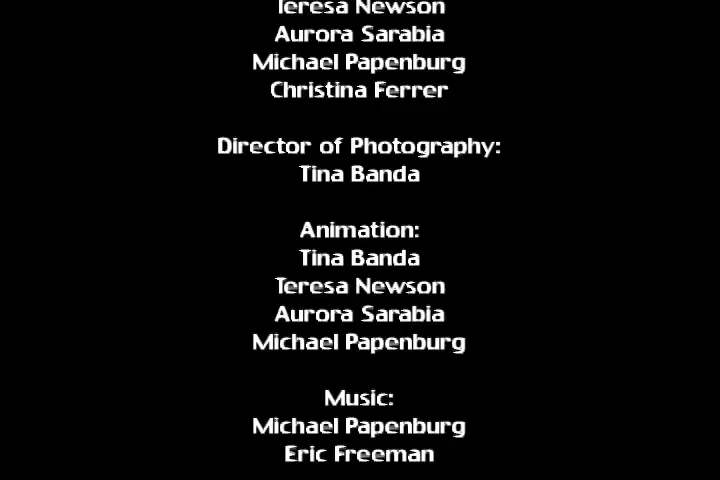 Teresa Newson
Aurora Sarabia
Michael Papenburg
Christina Ferrer
Director of Photography:
Tina Banda
Animation:
Tina Banda
Teresa Newson
Aurora Sarabia
Michael Papenburg
Music:
Michael Papenburg
Eric Freeman